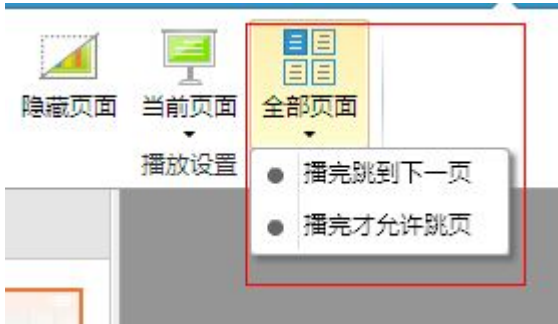 隐藏页面 当前页面 全部页面
播放设置
播完跳到下一页
播完才允许跳页